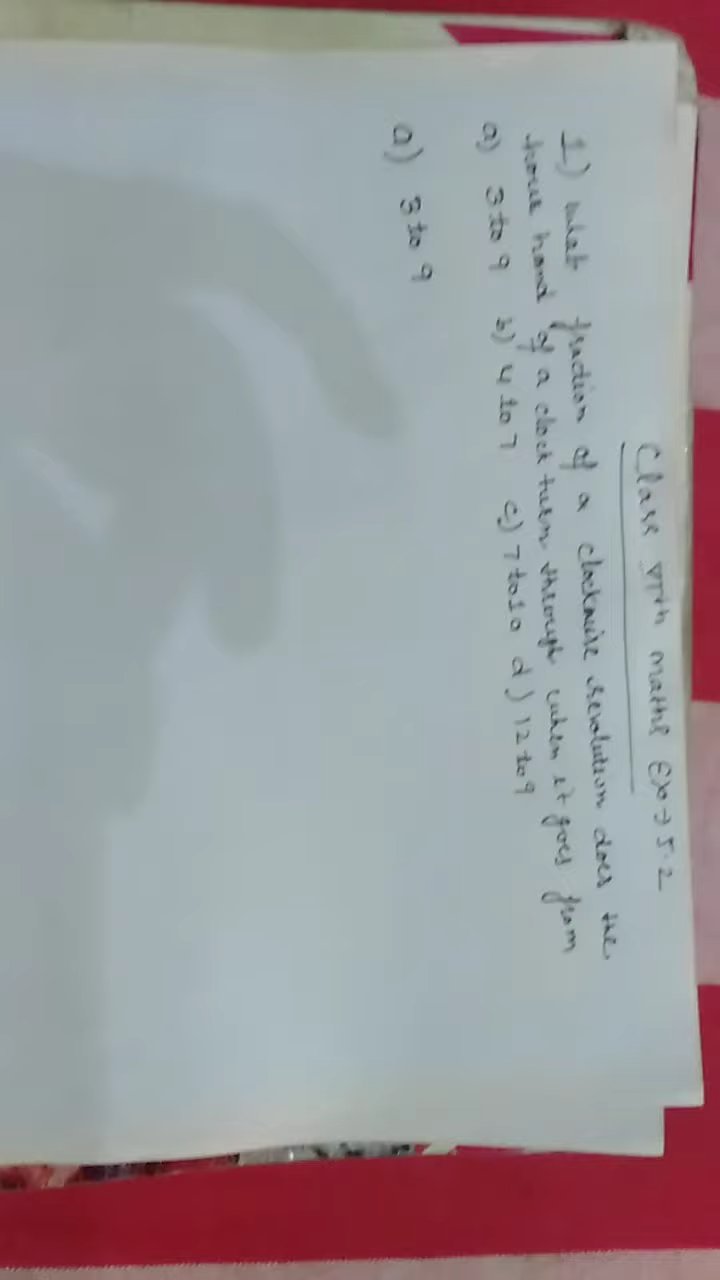 Class VIth maths Ex → 5.2
1) what fraction of a clockwise revolution does the
hour hand of a clock turn through when it goes from
a) 3 to 9 b) 4 to 7 c) 7 to 10 d) 12 to 9
a) 3 to 9